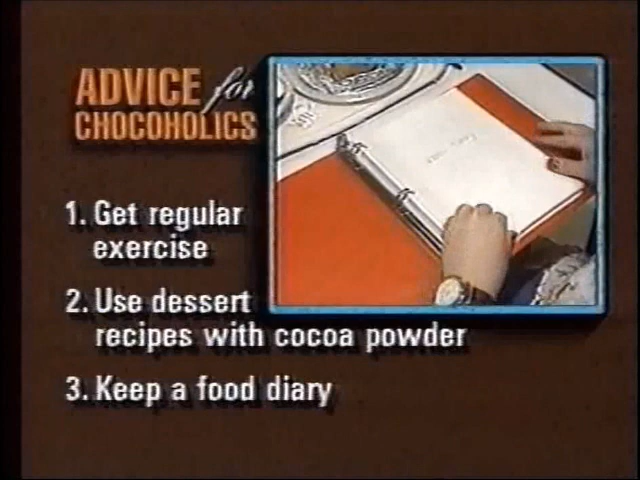 ADVICE for
CHOCOHOLICS
1. Get regular
exercise
2. Use dessert
recipes with cocoa powder
3. Keep a food diary